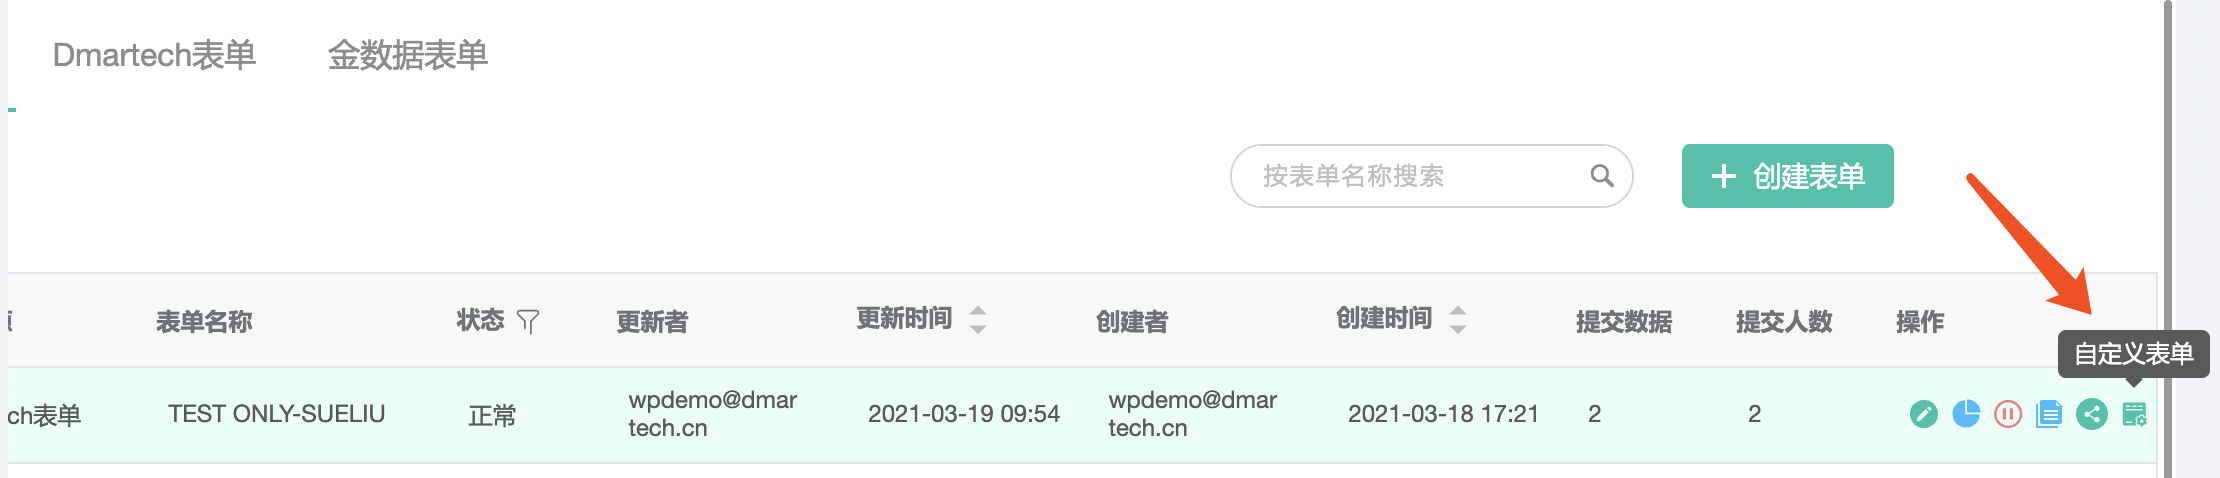 Dmartech表单 金数据表单
按表单名称搜索 创建表单
表单名称 状态 更新者 更新时间 创建者 创建时间 提交数据 提交人数 操作
自定义表单
ch表单 TEST ONLY-SUELIU 正常 wpdemo@dmar 2021-03-19 09:54 wpdemo@dmar 2021-03-18 17:21 2 2
tech.cn tech.cn